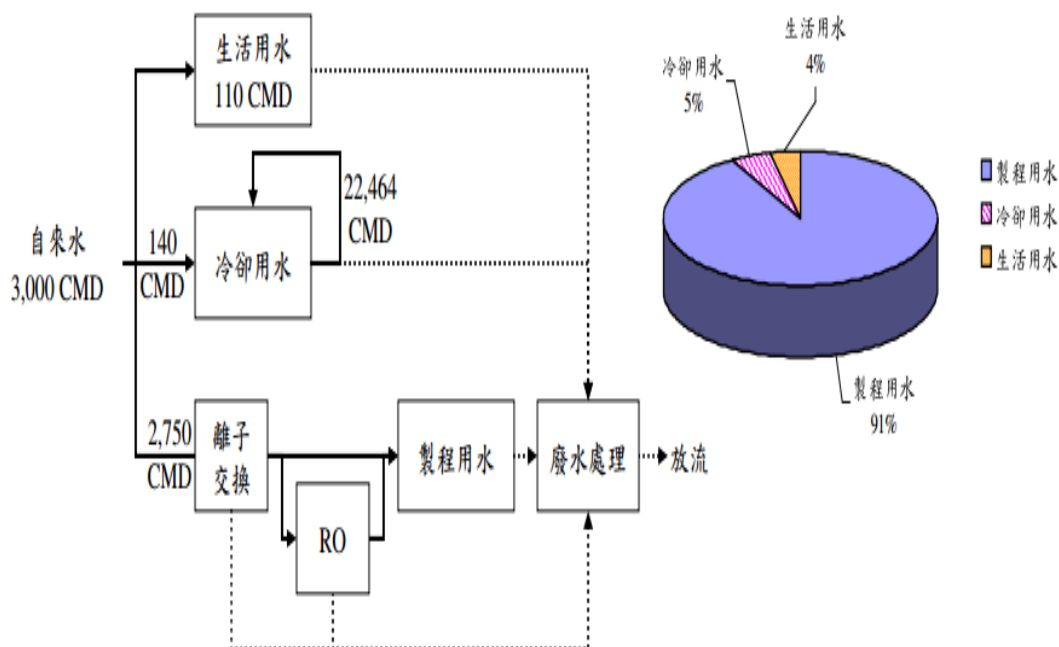 生活用水
110 CMD
22,464
CMD
自來水
3,000 CMD
140
CMD
冷卻用水
2,750
CMD
離子
交換
RO
製程用水
廢水處理
放流
生活用水
4%
冷卻用水
5%
製程用水
91%
製程用水
冷卻用水
生活用水